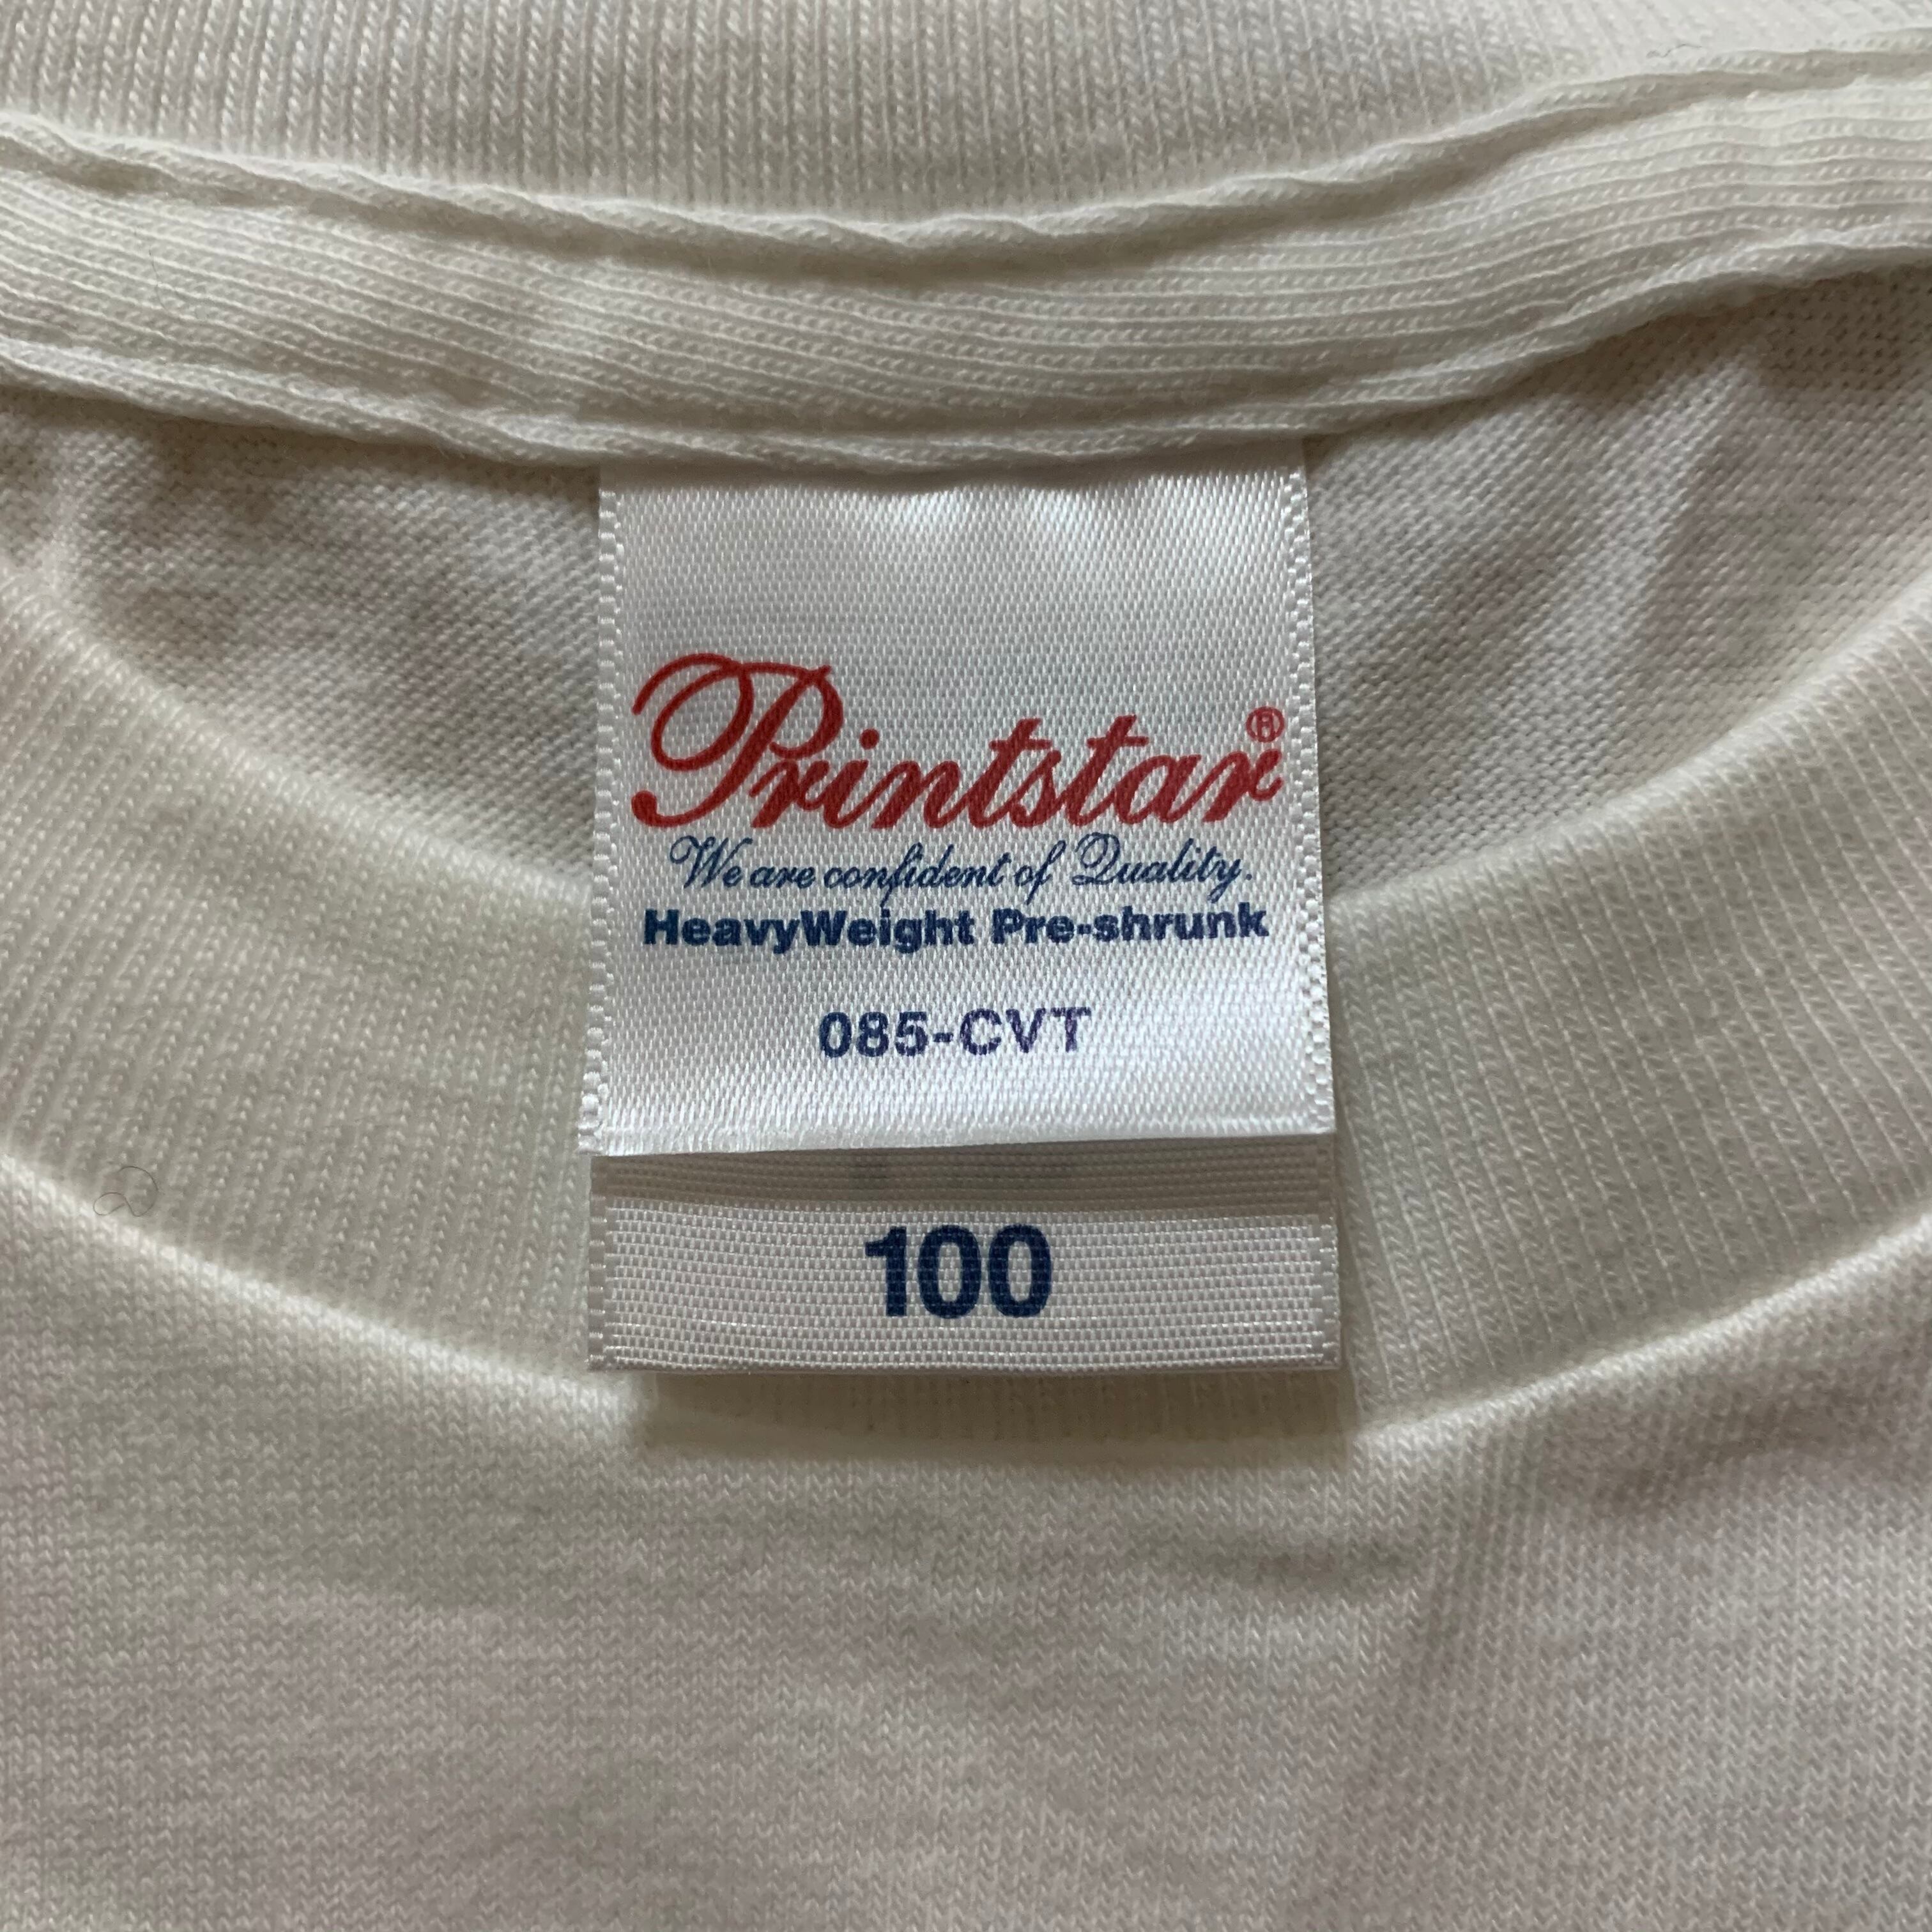 Printstar®
We are confident of Quality.
HeavyWeight Pre-shrunk
085-CVT
100